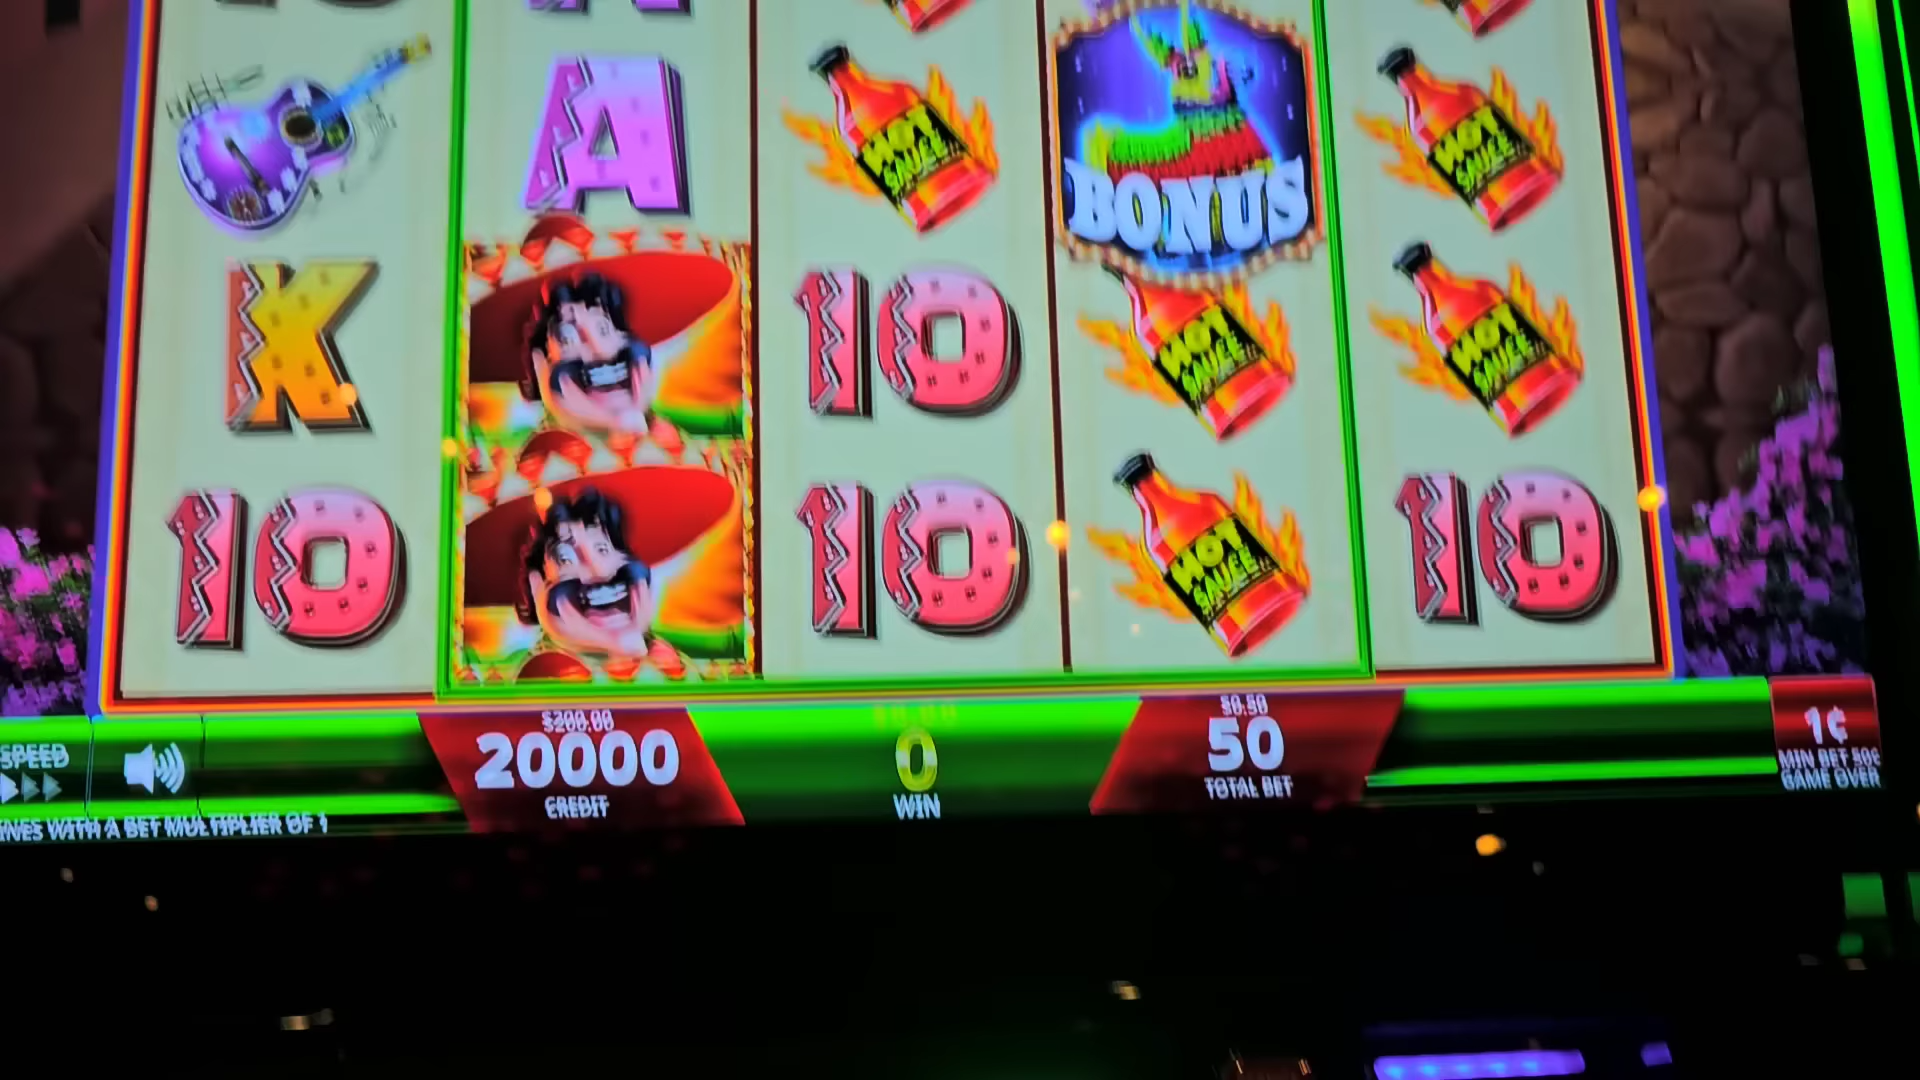 A
HOT SAUCE!!
BONUS
HOT SAUCE!!
K
10
HOT SAUCE!!
HOT SAUCE!!
10
10
HOT SAUCE!!
10
SPEED
$200.00
20000
CREDIT
0
WIN
$0.50
50
TOTAL BET
1¢
MIN BET 50¢
GAME OVER
INES WITH A BET MULTIPLIER OF 1